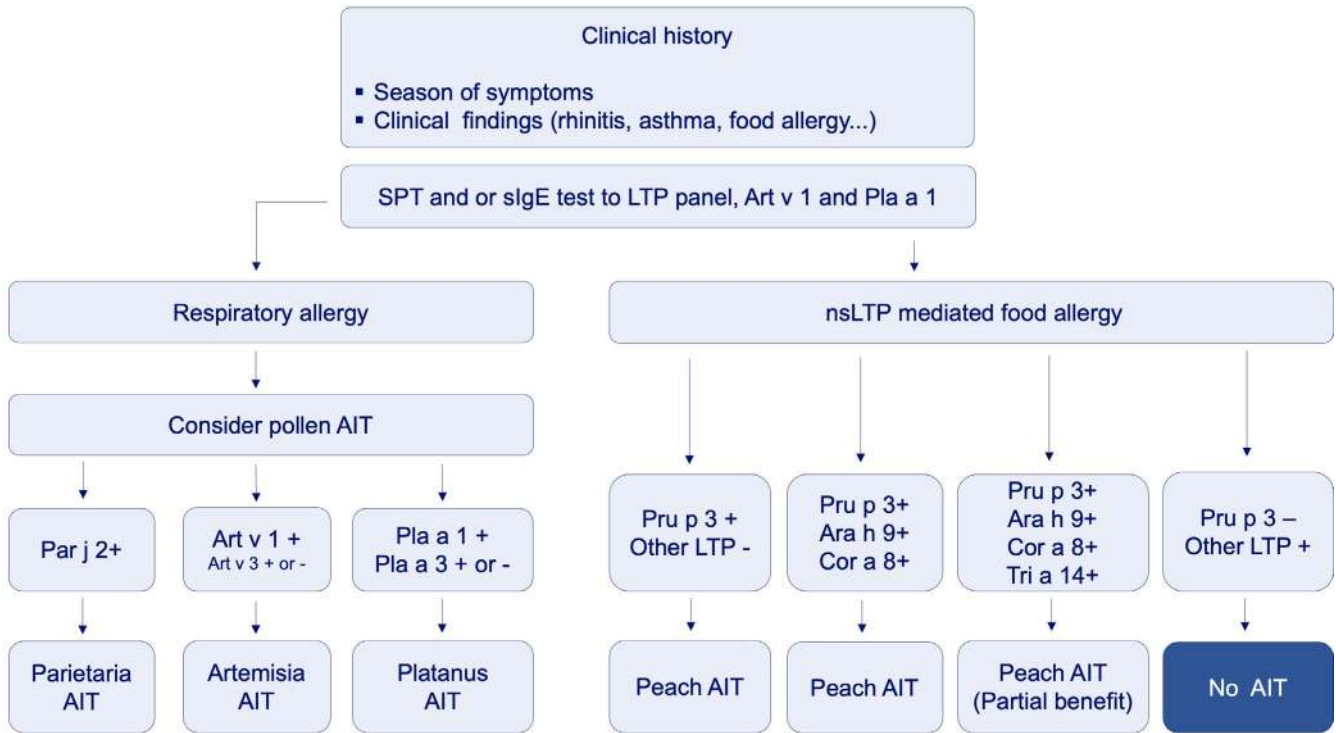 Clinical history
▪ Season of symptoms
▪ Clinical findings (rhinitis, asthma, food allergy...)
SPT and or sIgE test to LTP panel, Art v 1 and Pla a 1
Respiratory allergy
nsLTP mediated food allergy
Consider pollen AIT
Par j 2+
Art v 1 +
Art v 3 + or -
Pla a 1 +
Pla a 3 + or -
Pru p 3 +
Other LTP -
Pru p 3+
Ara h 9+
Cor a 8+
Pru p 3+
Ara h 9+
Cor a 8+
Tri a 14+
Pru p 3 –
Other LTP +
Parietaria
AIT
Artemisia
AIT
Platanus
AIT
Peach AIT
Peach AIT
Peach AIT
(Partial benefit)
No AIT